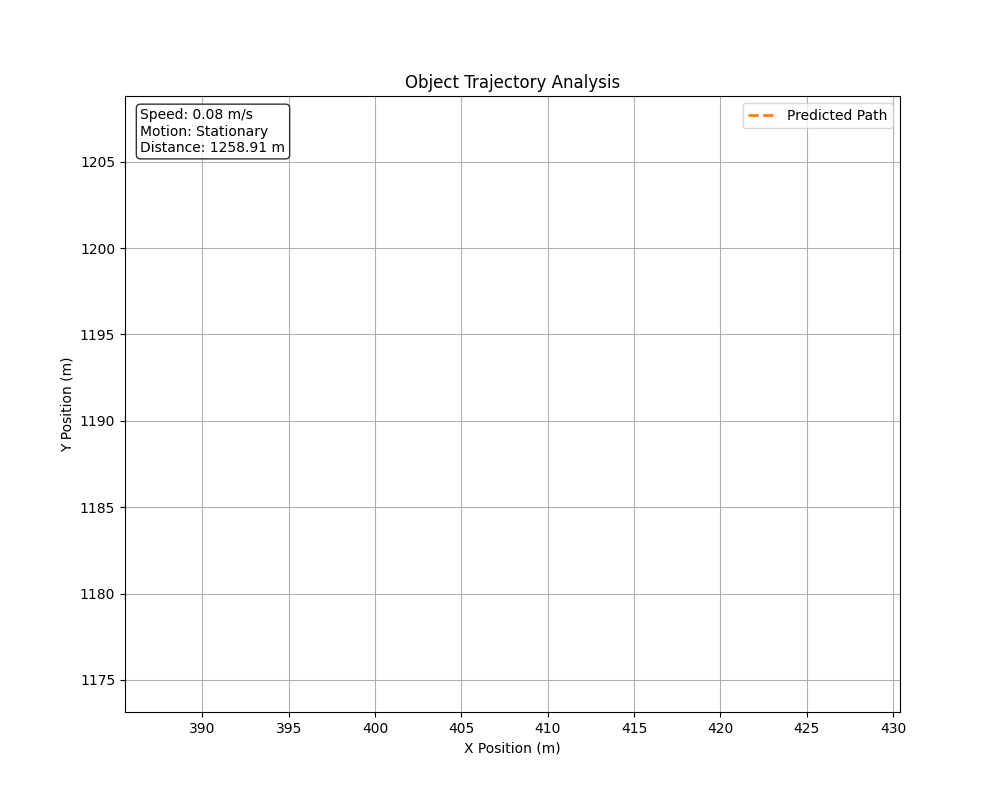 Object Trajectory Analysis
Speed: 0.08 m/s
Motion: Stationary
Distance: 1258.91 m
Predicted Path
1205
1200
1195
1190
1185
1180
1175
Y Position (m)
390 395 400 405 410 415 420 425 430
X Position (m)